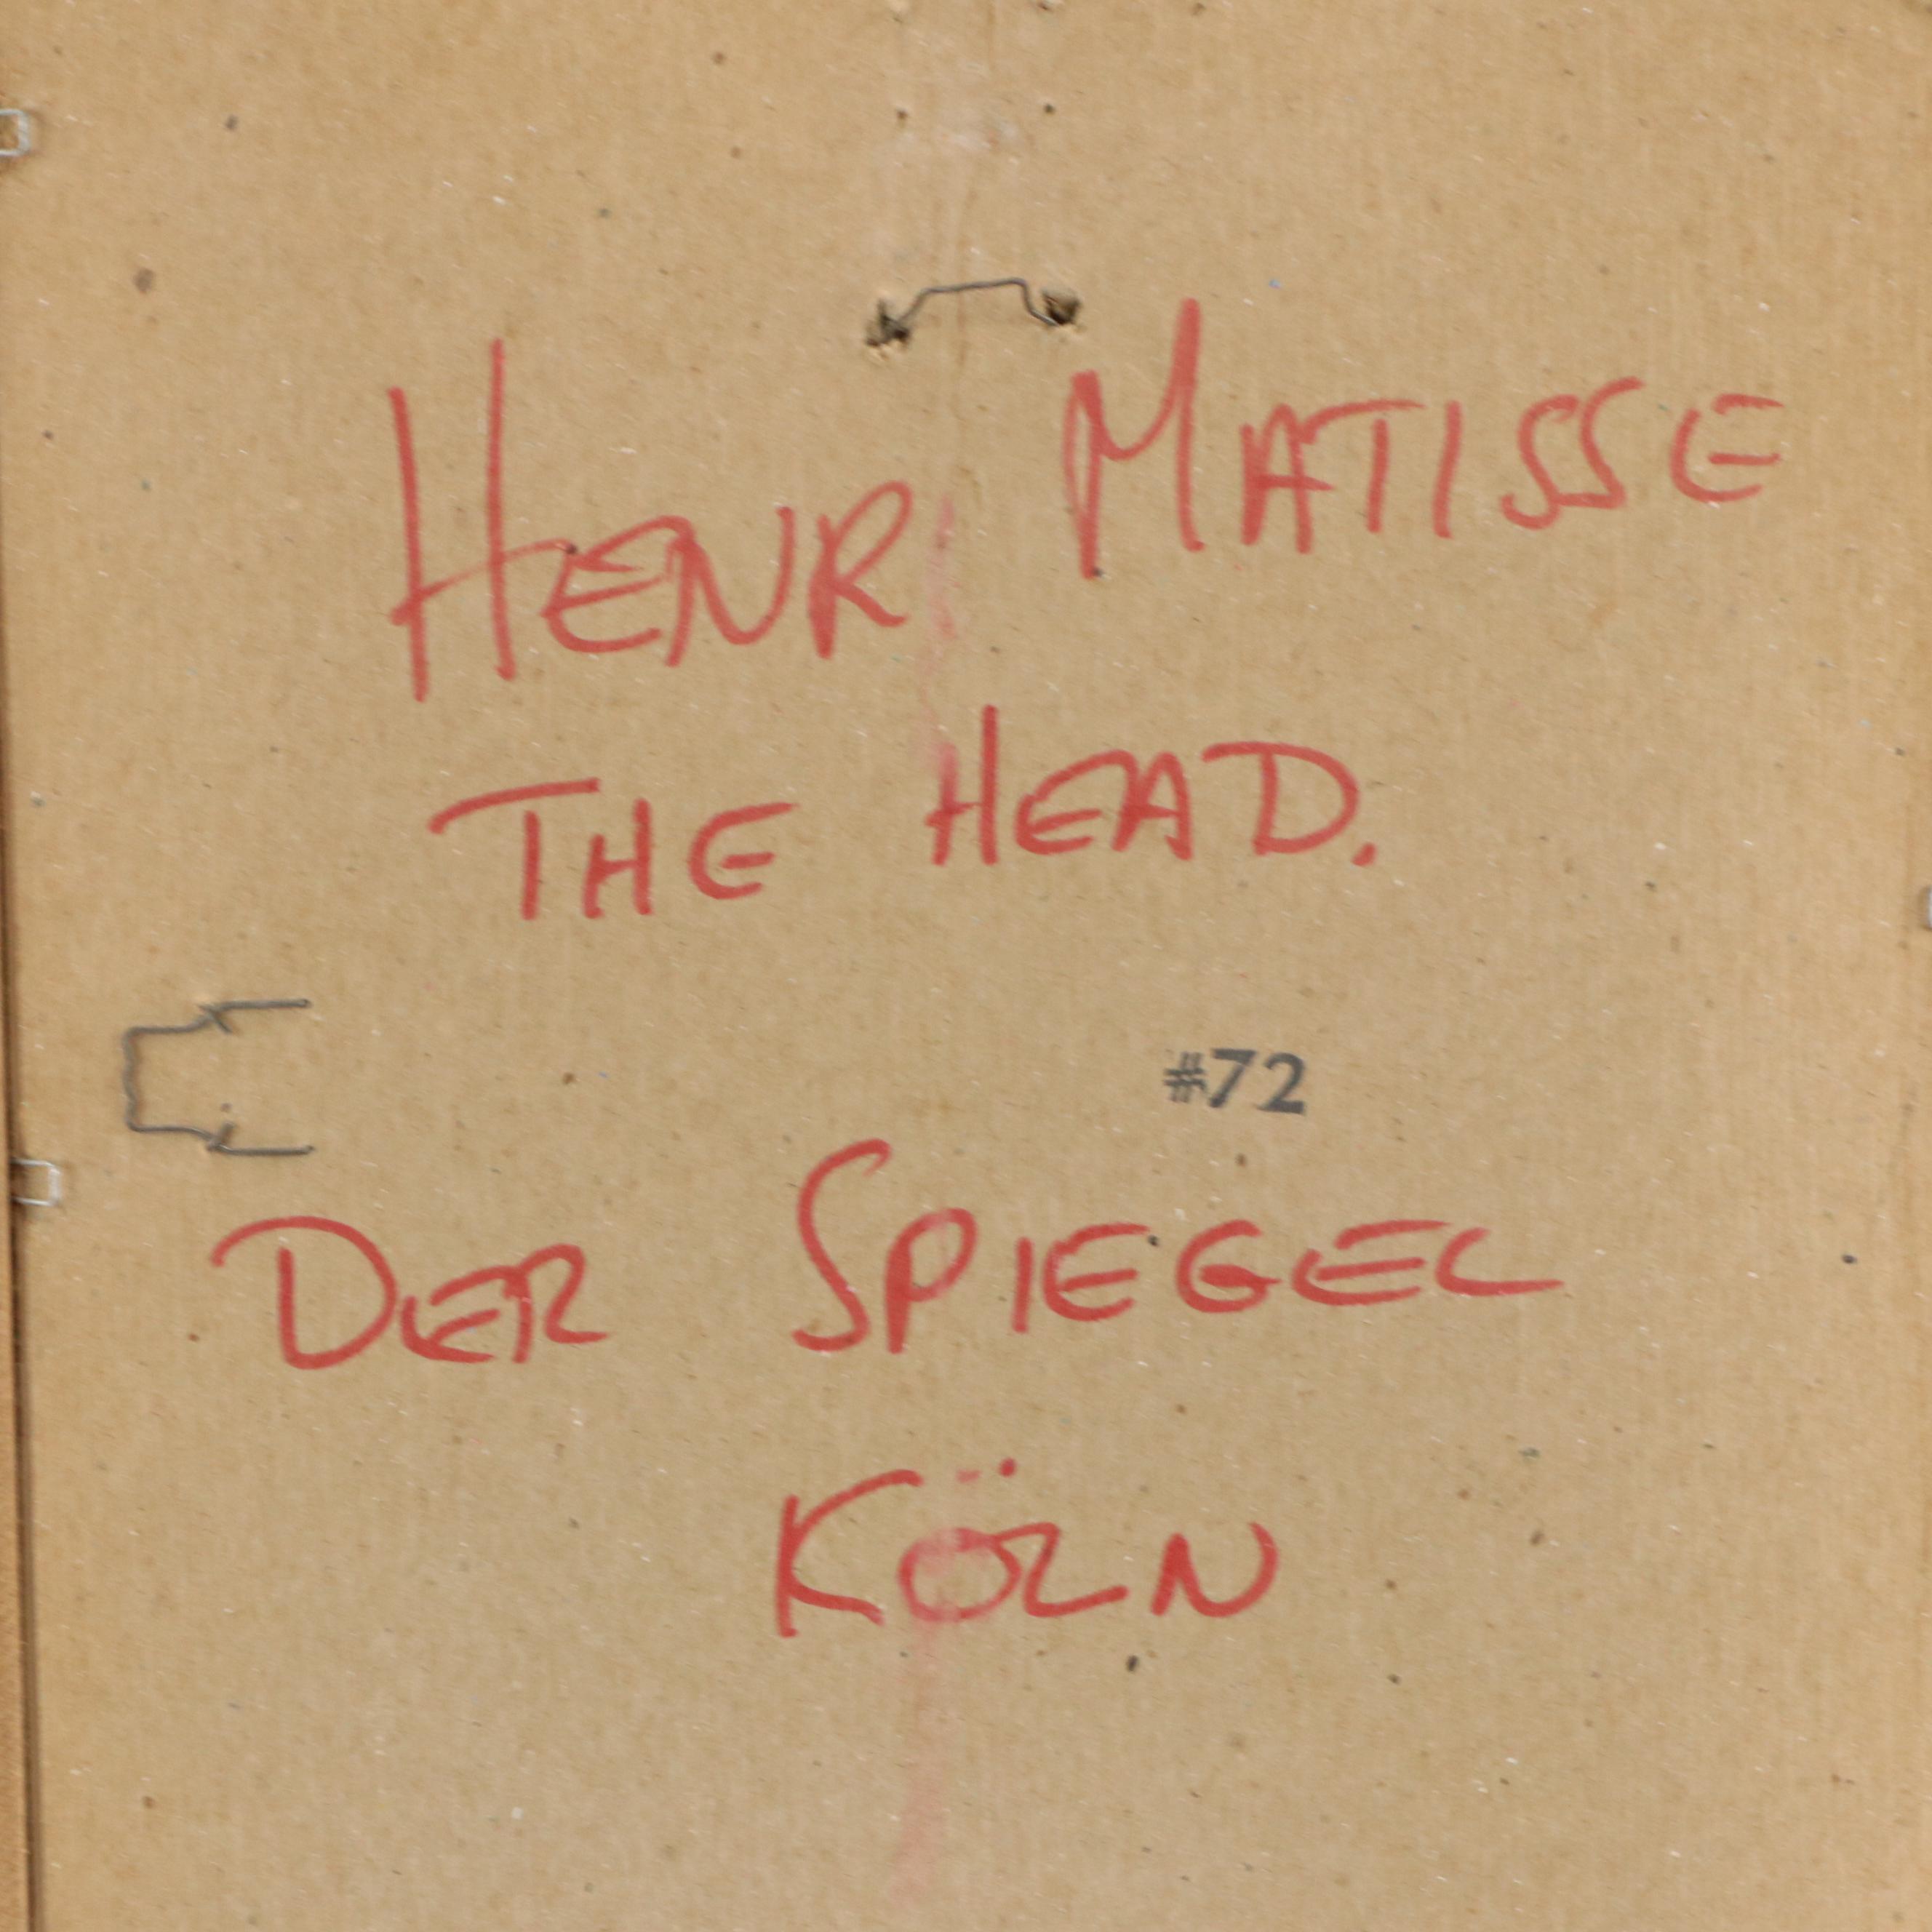 HENRI MATISSE
THE HEAD.
#72
DER SPIEGEL
KÖLN